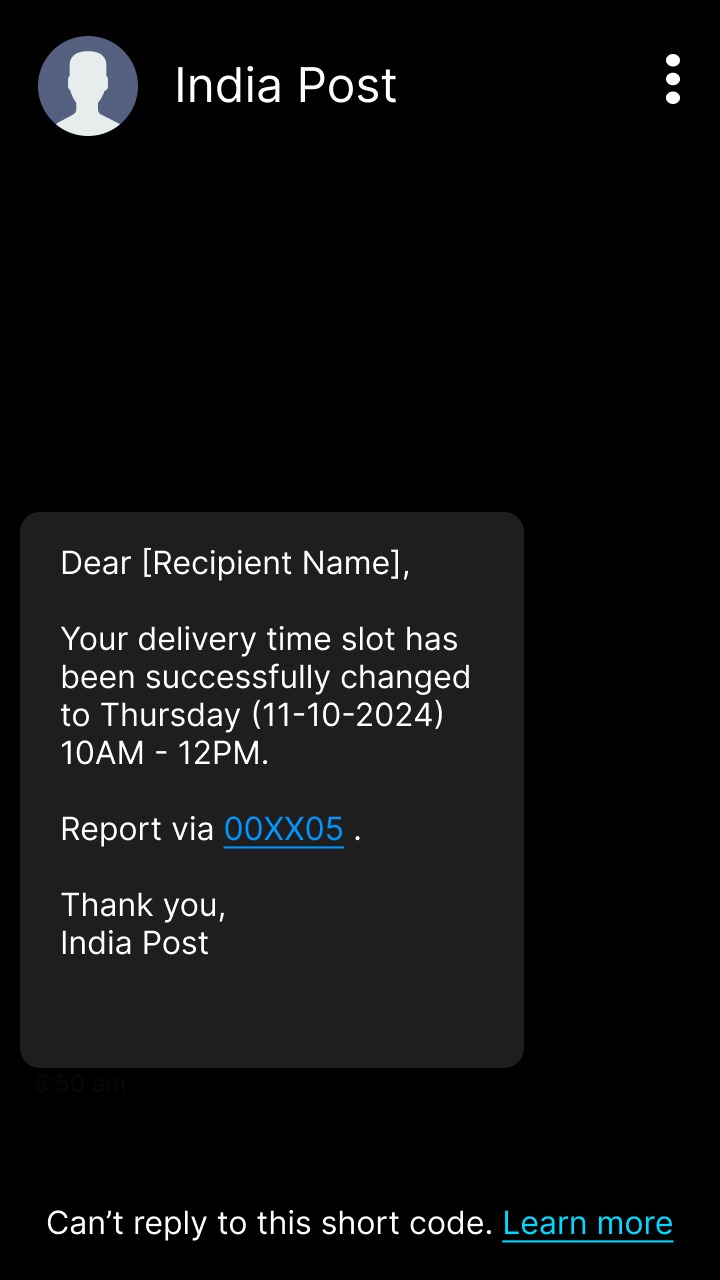 India Post
Dear [Recipient Name],
Your delivery time slot has
been successfully changed
to Thursday (11-10-2024)
10AM - 12PM.
Report via 00XX05 .
Thank you,
India Post
8:50 am
Can’t reply to this short code. Learn more